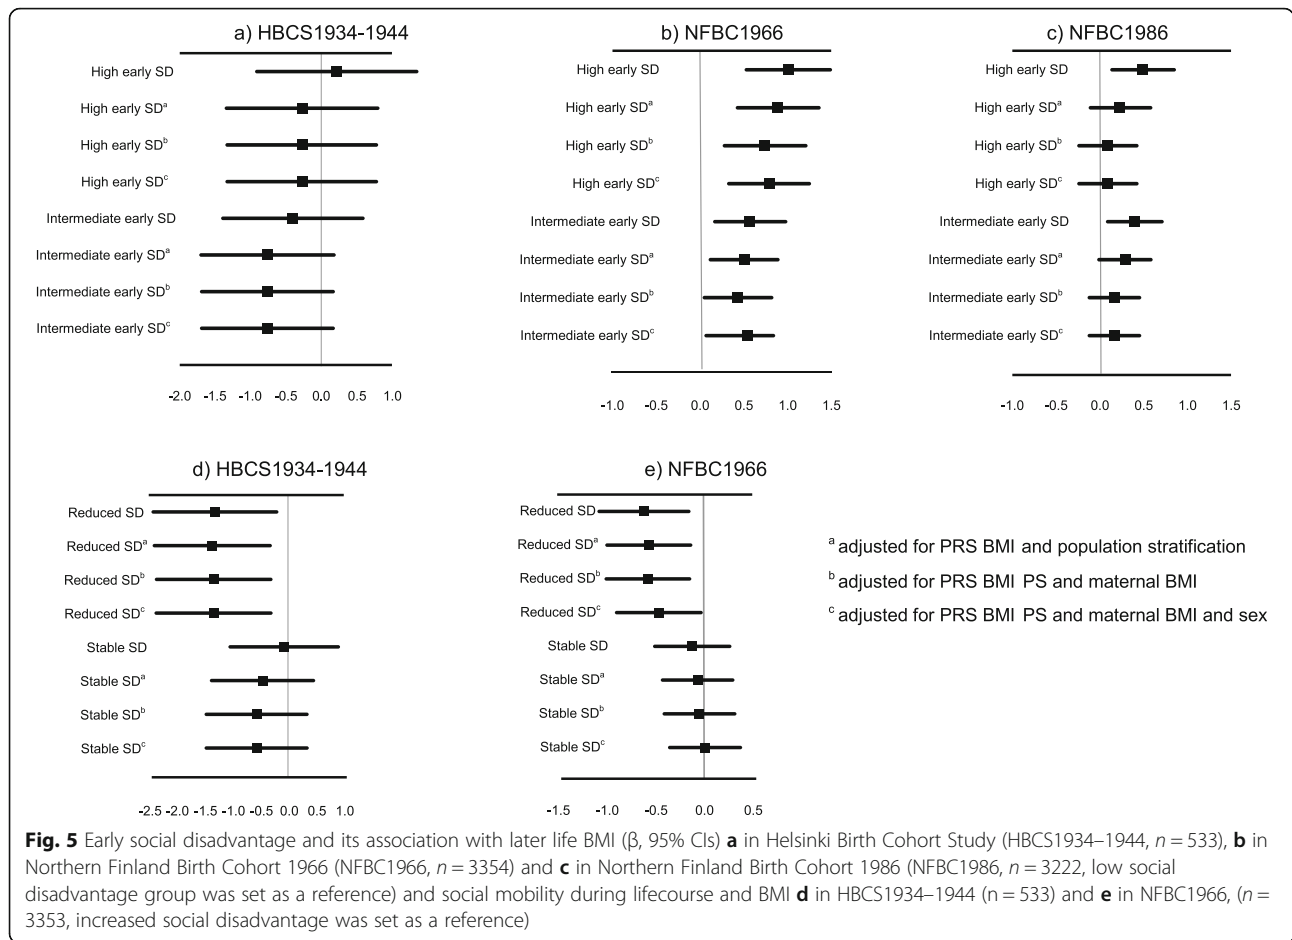 a) HBCS1934-1944
High early SD
High early SDᵃ
High early SDᵇ
High early SDᶜ
Intermediate early SD
Intermediate early SDᵃ
Intermediate early SDᵇ
Intermediate early SDᶜ
-2.0 -1.5 -1.0 -0.5 0.0 0.5 1.0
b) NFBC1966
High early SD
High early SDᵃ
High early SDᵇ
High early SDᶜ
Intermediate early SD
Intermediate early SDᵃ
Intermediate early SDᵇ
Intermediate early SDᶜ
-1.0 -0.5 0.0 0.5 1.0 1.5
c) NFBC1986
High early SD
High early SDᵃ
High early SDᵇ
High early SDᶜ
Intermediate early SD
Intermediate early SDᵃ
Intermediate early SDᵇ
Intermediate early SDᶜ
-1.0 -0.5 0.0 0.5 1.0 1.5
d) HBCS1934-1944
Reduced SD
Reduced SDᵃ
Reduced SDᵇ
Reduced SDᶜ
Stable SD
Stable SDᵃ
Stable SDᵇ
Stable SDᶜ
-2.5 -2.0 -1.5 -1.0 -0.5 0.0 0.5 1.0
e) NFBC1966
Reduced SD
Reduced SDᵃ
Reduced SDᵇ
Reduced SDᶜ
Stable SD
Stable SDᵃ
Stable SDᵇ
Stable SDᶜ
-1.5 -1.0 -0.5 0.0 0.5
ᵃ adjusted for PRS BMI and population stratification
ᵇ adjusted for PRS BMI PS and maternal BMI
ᶜ adjusted for PRS BMI PS and maternal BMI and sex
Fig. 5 Early social disadvantage and its association with later life BMI (β, 95% CIs) a in Helsinki Birth Cohort Study (HBCS1934–1944, n = 533), b in
Northern Finland Birth Cohort 1966 (NFBC1966, n = 3354) and c in Northern Finland Birth Cohort 1986 (NFBC1986, n = 3222, low social
disadvantage group was set as a reference) and social mobility during lifecourse and BMI d in HBCS1934–1944 (n = 533) and e in NFBC1966, (n =
3353, increased social disadvantage was set as a reference)